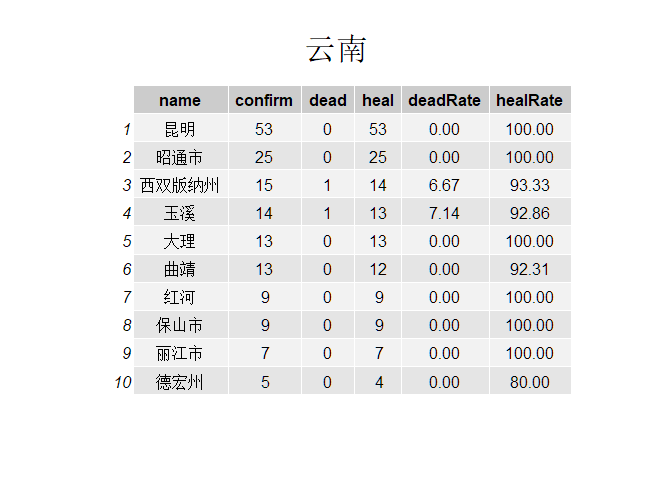 云南
name confirm dead heal deadRate healRate
1 昆明 53 0 53 0.00 100.00
2 昭通市 25 0 25 0.00 100.00
3 西双版纳州 15 1 14 6.67 93.33
4 玉溪 14 1 13 7.14 92.86
5 大理 13 0 13 0.00 100.00
6 曲靖 13 0 12 0.00 92.31
7 红河 9 0 9 0.00 100.00
8 保山市 9 0 9 0.00 100.00
9 丽江市 7 0 7 0.00 100.00
10 德宏州 5 0 4 0.00 80.00